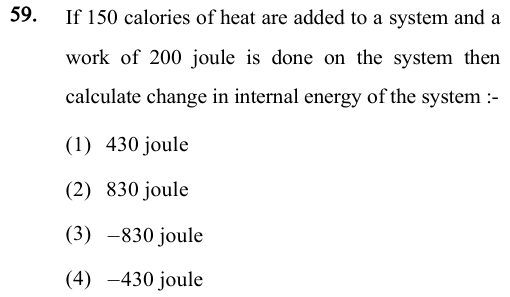 59. If 150 calories of heat are added to a system and a
work of 200 joule is done on the system then
calculate change in internal energy of the system :-
(1) 430 joule
(2) 830 joule
(3) –830 joule
(4) –430 joule